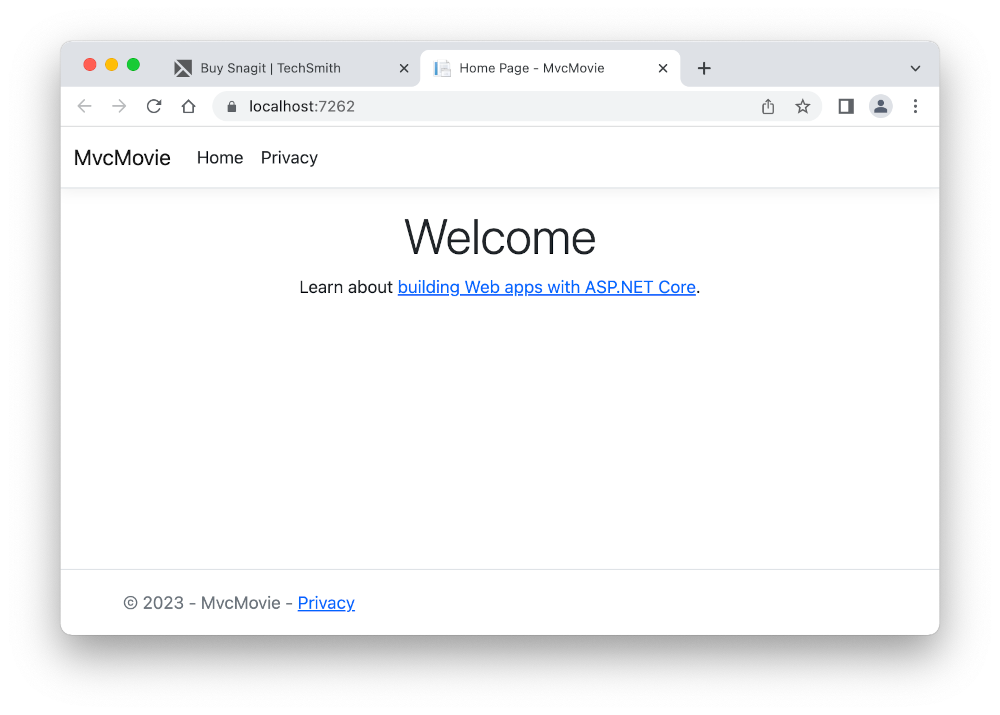 Buy Snagit | TechSmith
Home Page - MvcMovie
localhost:7262
MvcMovie Home Privacy
Welcome
Learn about building Web apps with ASP.NET Core.
© 2023 - MvcMovie - Privacy